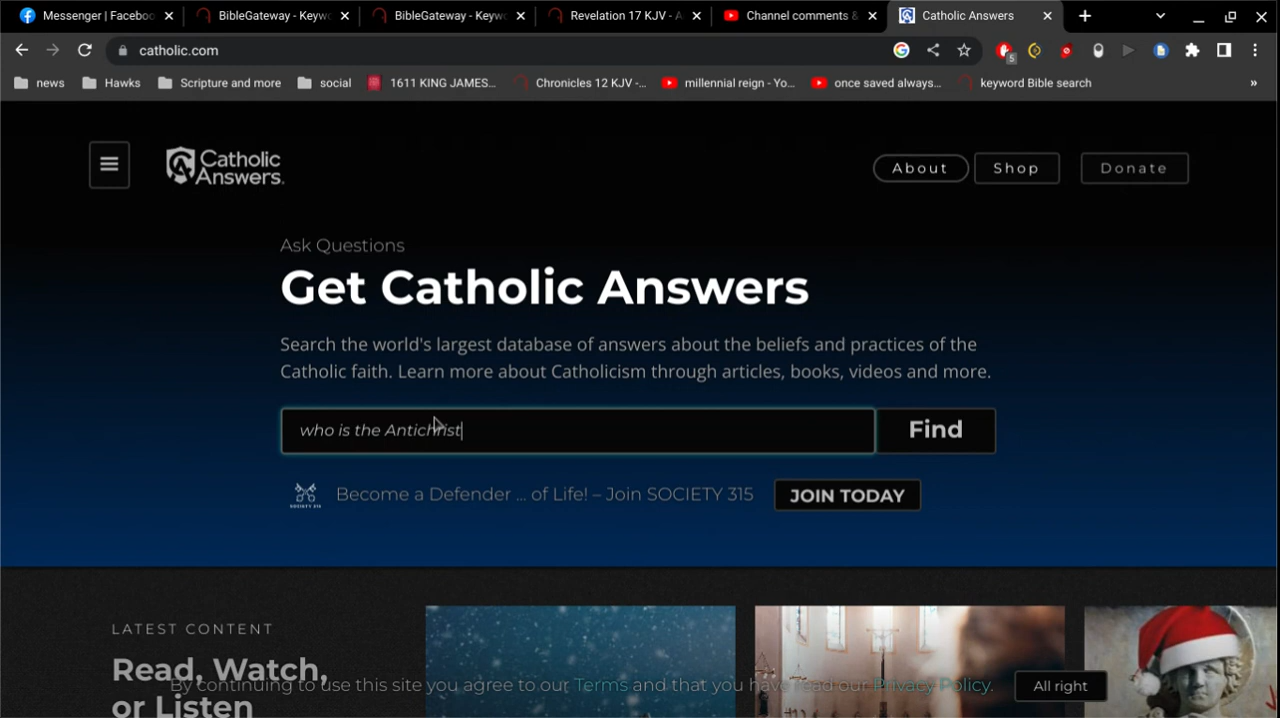 Messenger | Faceboo
BibleGateway - Keyw
BibleGateway - Keyw
Revelation 17 KJV - A
Channel comments &
Catholic Answers
catholic.com
5
news
Hawks
Scripture and more
social
1611 KING JAMES...
Chronicles 12 KJV -...
millennial reign - Yo...
once saved always...
keyword Bible search
»
Catholic
Answers.
About
Shop
Donate
Ask Questions
Get Catholic Answers
Search the world's largest database of answers about the beliefs and practices of the
Catholic faith. Learn more about Catholicism through articles, books, videos and more.
who is the Antichrist
Find
SOCIETY 315
Become a Defender ... of Life! – Join SOCIETY 315
JOIN TODAY
LATEST CONTENT
Read, Watch,
or Listen
By continuing to use this site you agree to our Terms and that you have read our Privacy Policy.
All right